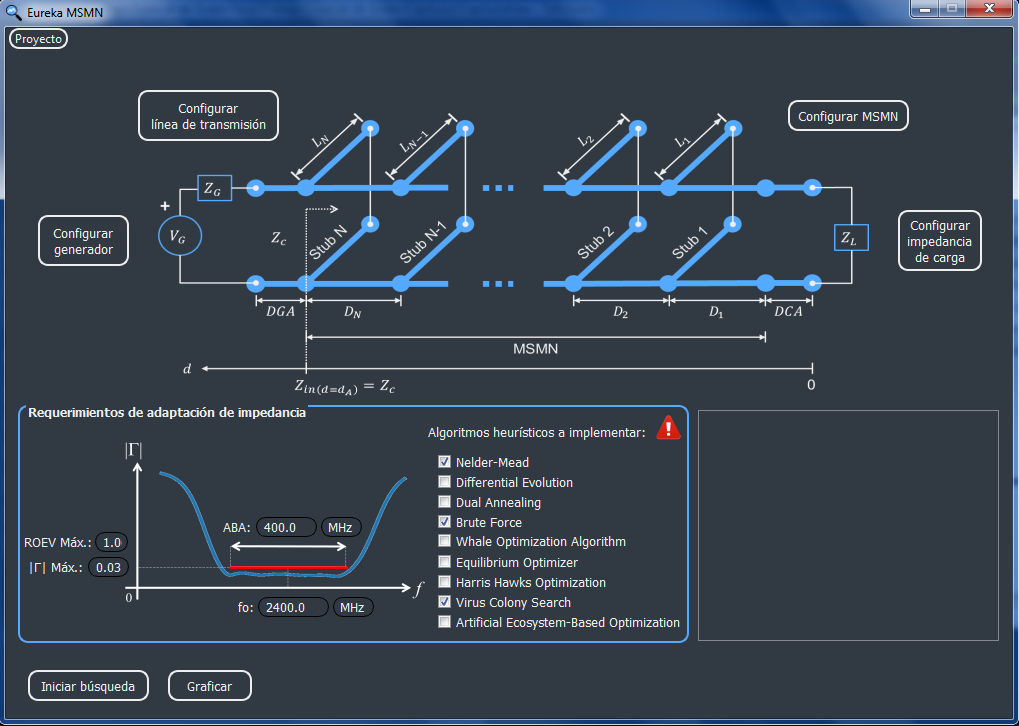 Eureka MSMN
Proyecto
Configurar
línea de transmisión
Configurar MSMN
L_N
L_{N-1}
L_2
L_1
Z_G
+
V_G
Configurar
generador
Z_c
Stub N
Stub N-1
Stub 2
Stub 1
Z_L
Configurar
impedancia
de carga
DGA
D_N
D_2
D_1
DCA
MSMN
d
Z_{in(d=d_A)} = Z_c
0
Requerimientos de adaptación de impedancia
|Γ|
ROEV Máx.: 1.0
|Γ| Máx.: 0.03
ABA: 400.0 MHz
0
f
fo: 2400.0 MHz
Algoritmos heurísticos a implementar:
Nelder-Mead
Differential Evolution
Dual Annealing
Brute Force
Whale Optimization Algorithm
Equilibrium Optimizer
Harris Hawks Optimization
Virus Colony Search
Artificial Ecosystem-Based Optimization
Iniciar búsqueda
Graficar